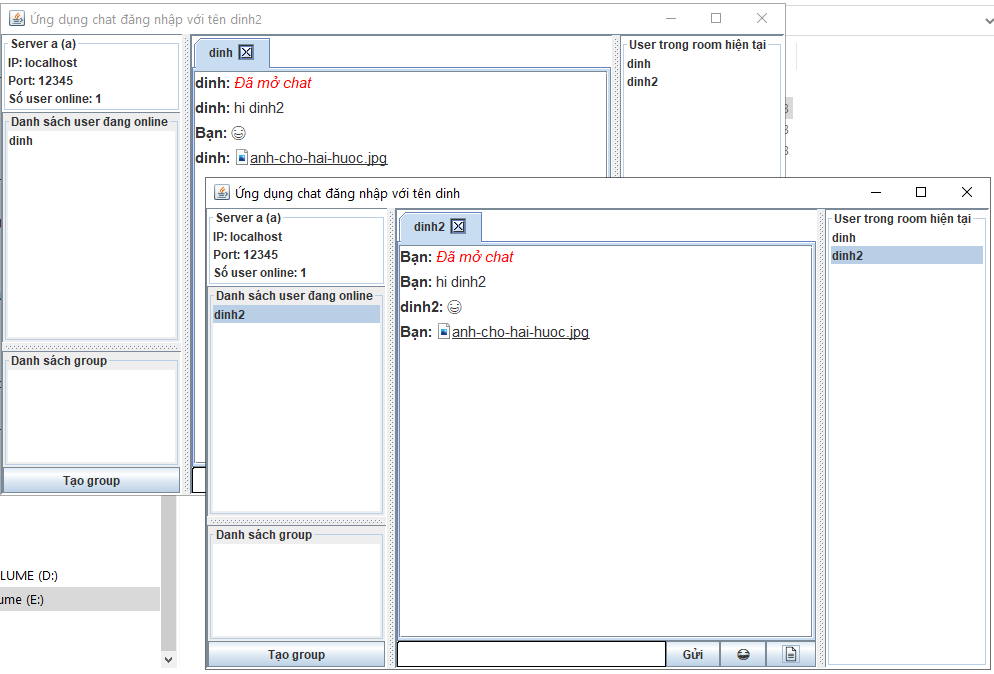 Ứng dụng chat đăng nhập với tên dinh2
Server a (a)
IP: localhost
Port: 12345
Số user online: 1
Danh sách user đang online
dinh
Danh sách group
Tạo group
dinh
dinh: Đã mở chat
dinh: hi dinh2
Bạn:
dinh: anh-cho-hai-huoc.jpg
User trong room hiện tại
dinh
dinh2
Ứng dụng chat đăng nhập với tên dinh
Server a (a)
IP: localhost
Port: 12345
Số user online: 1
Danh sách user đang online
dinh2
Danh sách group
Tạo group
dinh2
Bạn: Đã mở chat
Bạn: hi dinh2
dinh2:
Bạn: anh-cho-hai-huoc.jpg
Gửi
User trong room hiện tại
dinh
dinh2
LUME (D:)
ume (E:)